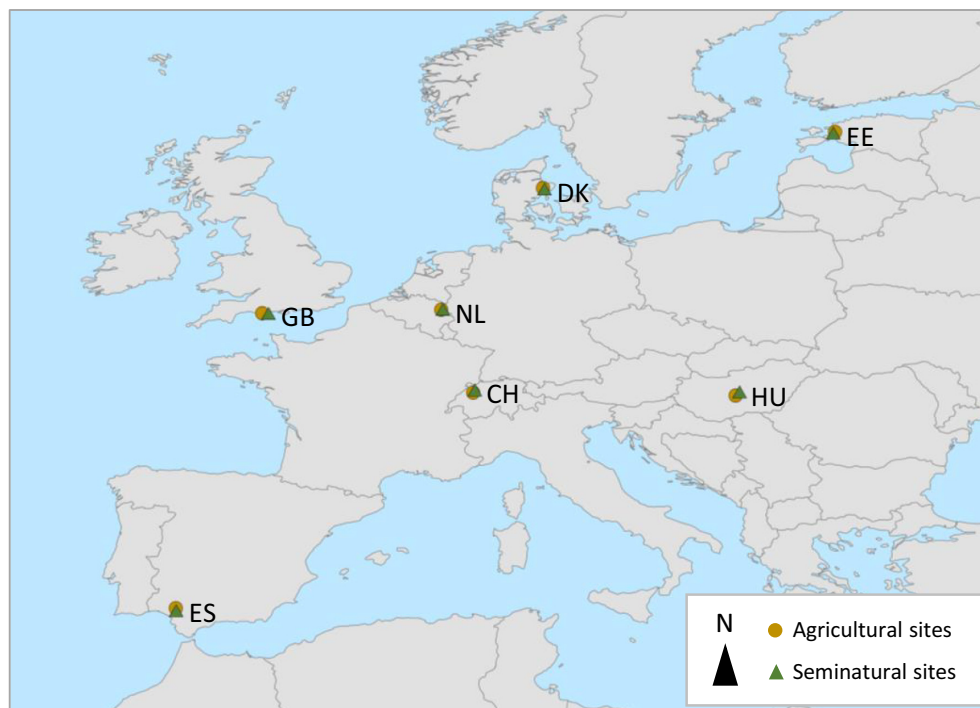 EE
DK
GB
NL
CH
HU
ES
N
Agricultural sites
Seminatural sites